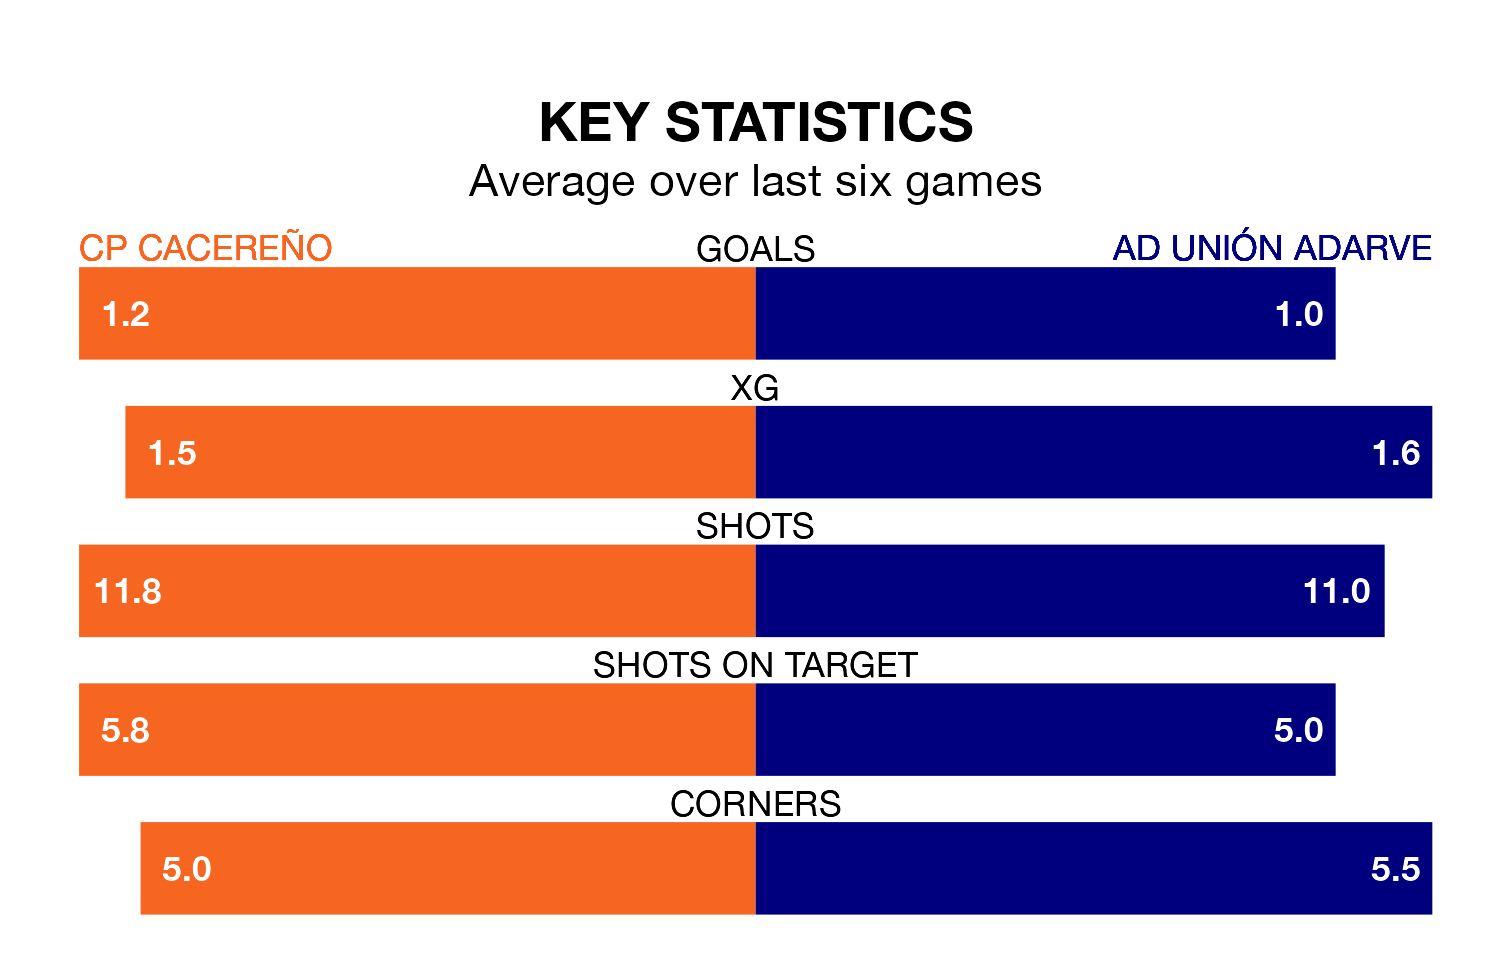 KEY STATISTICS
Average over last six games
CP CACEREÑO GOALS AD UNIÓN ADARVE
1.2 1.0
XG
1.5 1.6
SHOTS
11.8 11.0
SHOTS ON TARGET
5.8 5.0
CORNERS
5.0 5.5